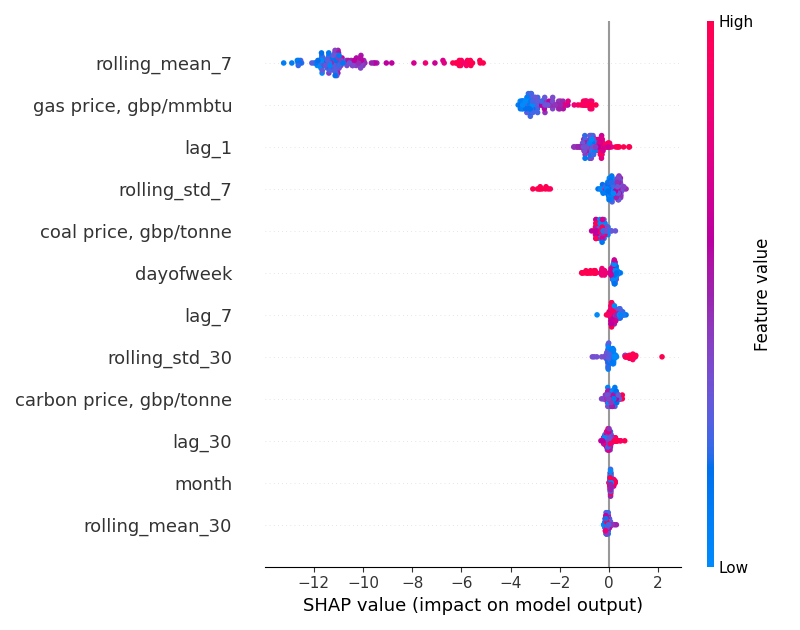 High
rolling_mean_7
gas price, gbp/mmbtu
lag_1
rolling_std_7
coal price, gbp/tonne
dayofweek
lag_7
rolling_std_30
carbon price, gbp/tonne
lag_30
month
rolling_mean_30
Feature value
Low
−12 −10 −8 −6 −4 −2 0 2
SHAP value (impact on model output)